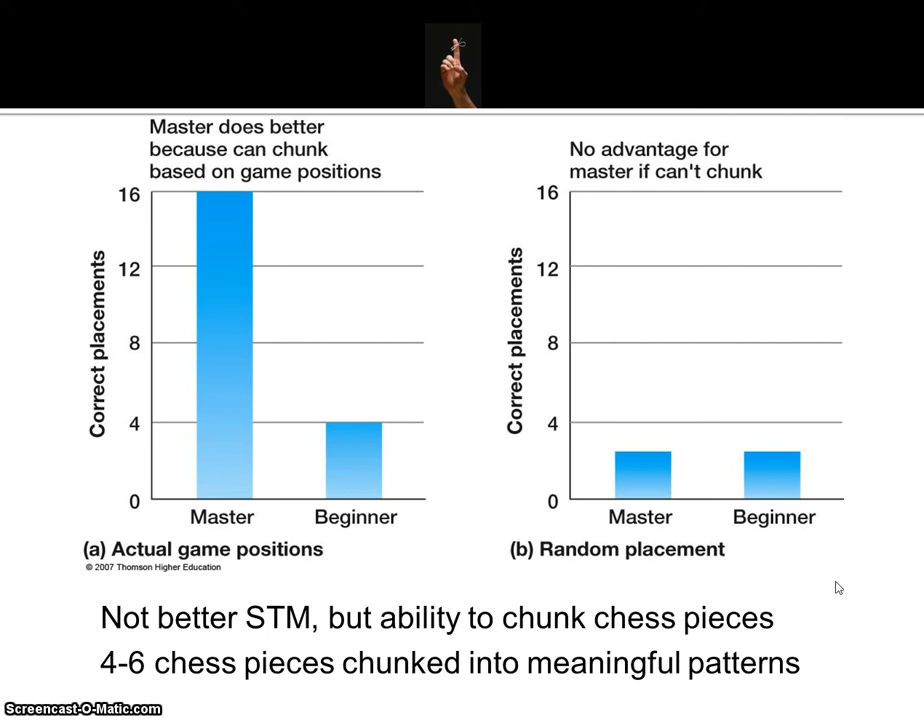 Master does better
because can chunk
based on game positions
16
12
8
4
0
Correct placements
Master
Beginner
(a) Actual game positions
© 2007 Thomson Higher Education
No advantage for
master if can't chunk
16
12
8
4
0
Correct placements
Master
Beginner
(b) Random placement
Not better STM, but ability to chunk chess pieces
4-6 chess pieces chunked into meaningful patterns
Screencast-O-Matic.com